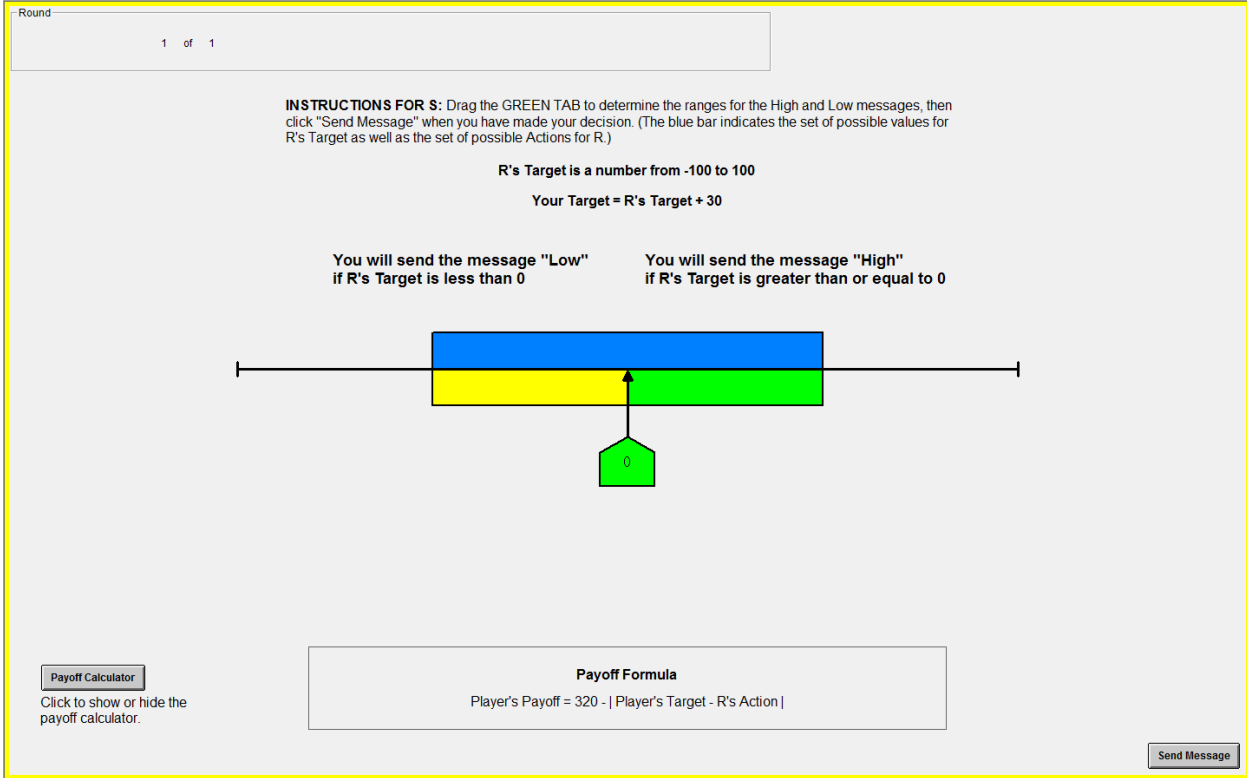 Round
1 of 1
INSTRUCTIONS FOR S: Drag the GREEN TAB to determine the ranges for the High and Low messages, then
click "Send Message" when you have made your decision. (The blue bar indicates the set of possible values for
R's Target as well as the set of possible Actions for R.)
R's Target is a number from -100 to 100
Your Target = R's Target + 30
You will send the message "Low"
if R's Target is less than 0
You will send the message "High"
if R's Target is greater than or equal to 0
0
Payoff Calculator
Click to show or hide the
payoff calculator.
Payoff Formula
Player's Payoff = 320 - | Player's Target - R's Action |
Send Message